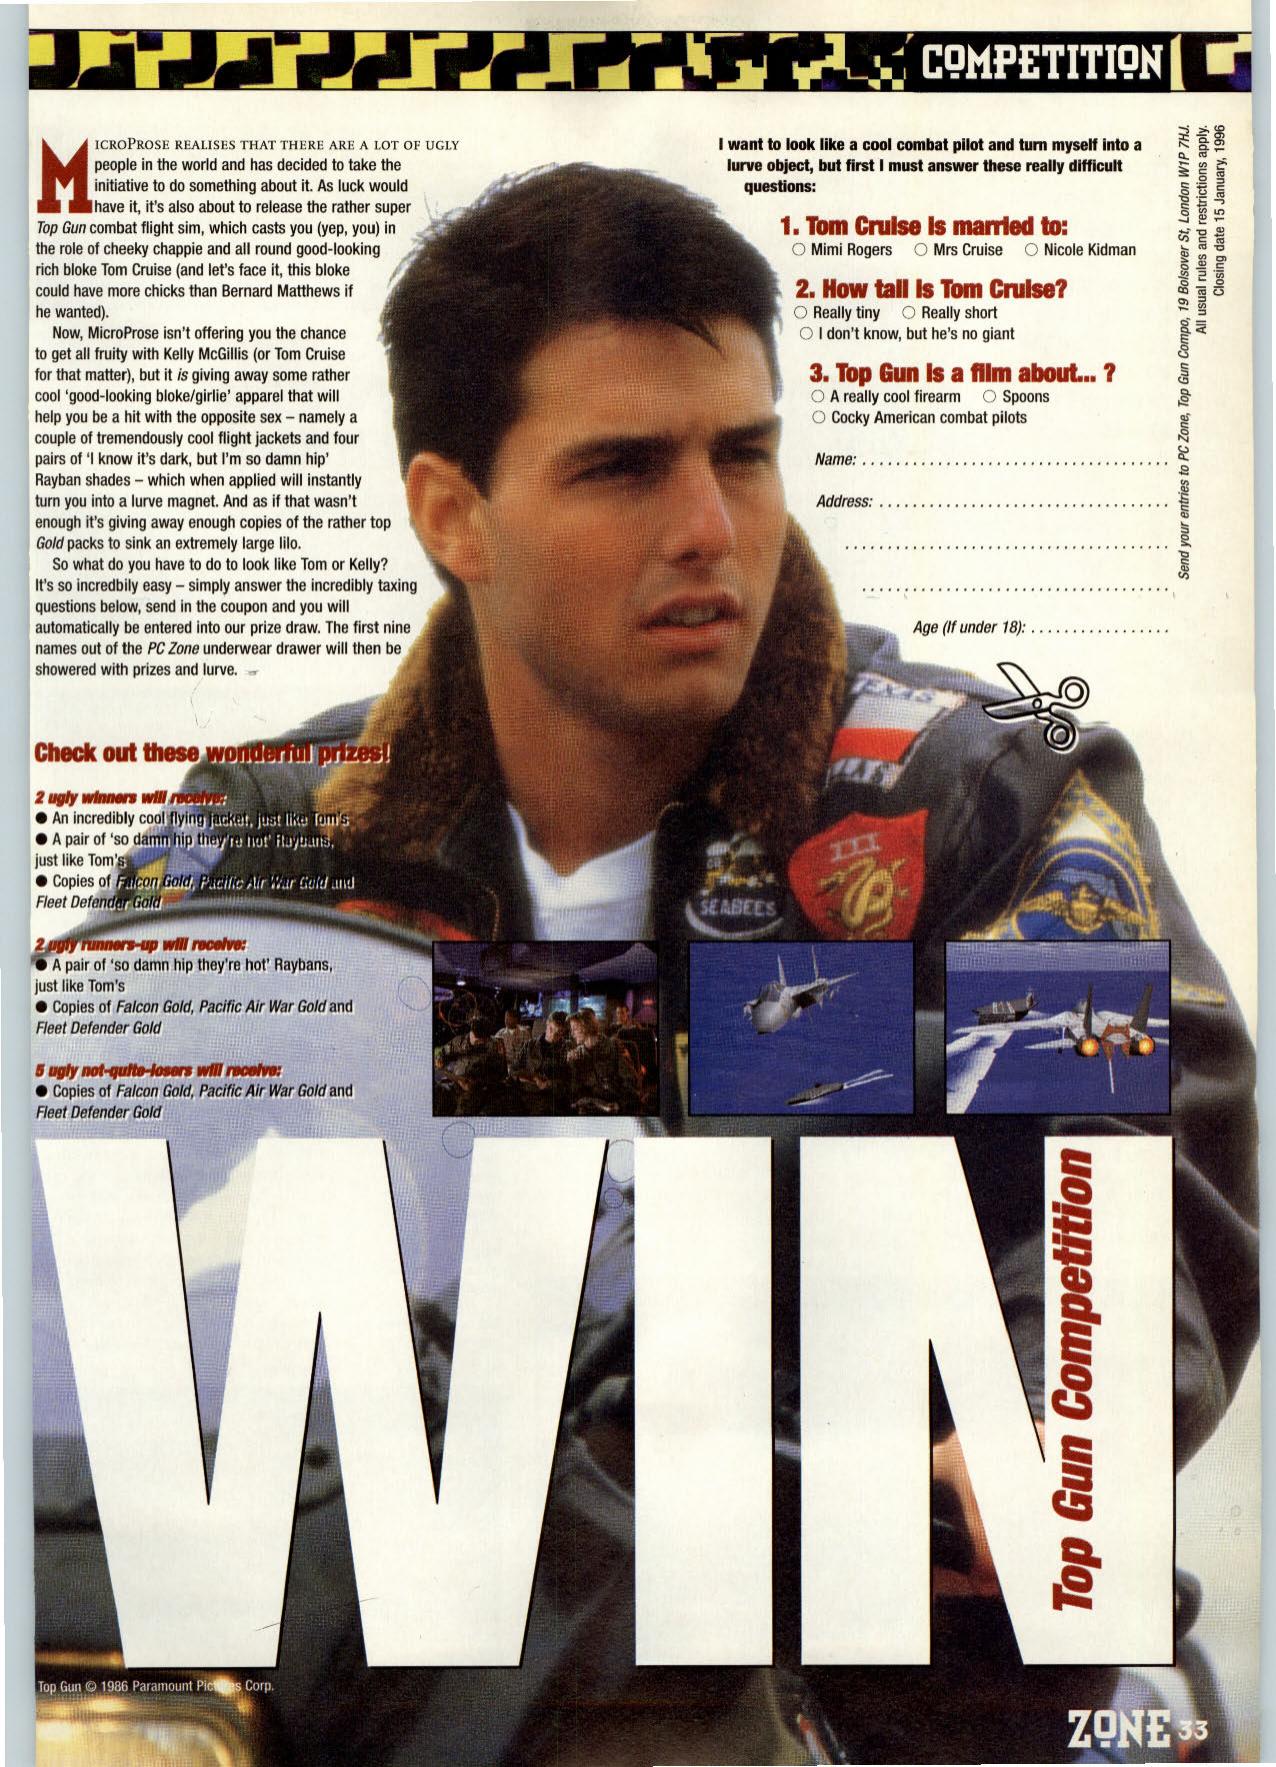 COMPETITION
MICROPROSE REALISES THAT THERE ARE A LOT OF UGLY
people in the world and has decided to take the
initiative to do something about it. As luck would
have it, it's also about to release the rather super
Top Gun combat flight sim, which casts you (yep, you) in
the role of cheeky chappie and all round good-looking
rich bloke Tom Cruise (and let's face it, this bloke
could have more chicks than Bernard Matthews if
he wanted).
Now, MicroProse isn't offering you the chance
to get all fruity with Kelly McGillis (or Tom Cruise
for that matter), but it is giving away some rather
cool 'good-looking bloke/girlie' apparel that will
help you be a hit with the opposite sex – namely a
couple of tremendously cool flight jackets and four
pairs of 'I know it's dark, but I'm so damn hip'
Rayban shades – which when applied will instantly
turn you into a lurve magnet. And as if that wasn't
enough it's giving away enough copies of the rather top
Gold packs to sink an extremely large lilo.
So what do you have to do to look like Tom or Kelly?
It's so incredbily easy – simply answer the incredibly taxing
questions below, send in the coupon and you will
automatically be entered into our prize draw. The first nine
names out of the PC Zone underwear drawer will then be
showered with prizes and lurve.
Check out these wonderful prizes!
2 ugly winners will receive:
● An incredibly cool flying jacket, just like Tom's
● A pair of 'so damn hip they're hot' Raybans,
just like Tom's
● Copies of Falcon Gold, Pacific Air War Gold and
Fleet Defender Gold
2 ugly runners-up will receive:
● A pair of 'so damn hip they're hot' Raybans,
just like Tom's
● Copies of Falcon Gold, Pacific Air War Gold and
Fleet Defender Gold
5 ugly not-quite-losers will receive:
● Copies of Falcon Gold, Pacific Air War Gold and
Fleet Defender Gold
I want to look like a cool combat pilot and turn myself into a
lurve object, but first I must answer these really difficult
questions:
1. Tom Cruise is married to:
○ Mimi Rogers ○ Mrs Cruise ○ Nicole Kidman
2. How tall is Tom Cruise?
○ Really tiny ○ Really short
○ I don't know, but he's no giant
3. Top Gun is a film about... ?
○ A really cool firearm ○ Spoons
○ Cocky American combat pilots
Name:
Address:
Age (If under 18):
Send your entries to PC Zone, Top Gun Compo, 19 Bolsover St, London W1P 7HJ.
All usual rules and restrictions apply.
Closing date 15 January, 1996
TEXAS
III
SEABEES
WIN
Top Gun Competition
Top Gun © 1986 Paramount Pictures Corp.
ZONE 33